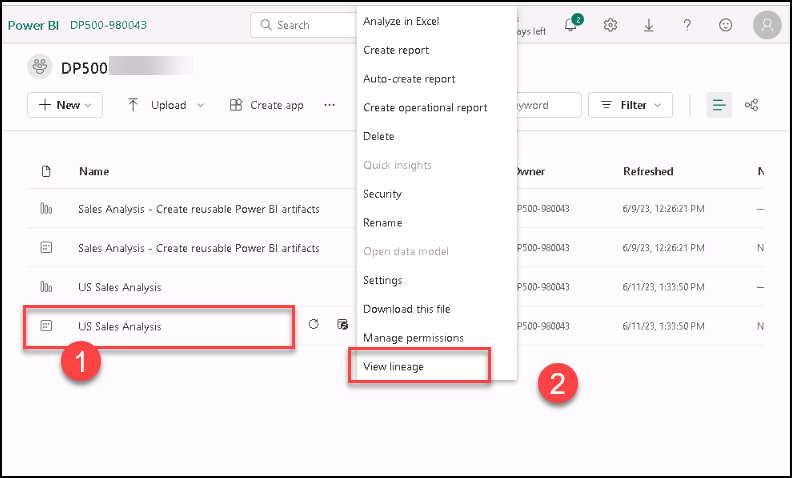 Power BI DP500-980043
Search
ays left
2
DP500
New
Upload
Create app
...
eyword
Filter
Analyze in Excel
Create report
Auto-create report
Create operational report
Delete
Quick insights
Security
Rename
Open data model
Settings
Download this file
Manage permissions
View lineage
Name
Owner
Refreshed
N
Sales Analysis - Create reusable Power BI artifacts
P500-980043
6/9/23, 12:26:21 PM
—
Sales Analysis - Create reusable Power BI artifacts
P500-980043
6/9/23, 12:26:21 PM
N
US Sales Analysis
P500-980043
6/11/23, 1:33:50 PM
—
US Sales Analysis
P500-980043
6/11/23, 1:33:50 PM
N
1
2